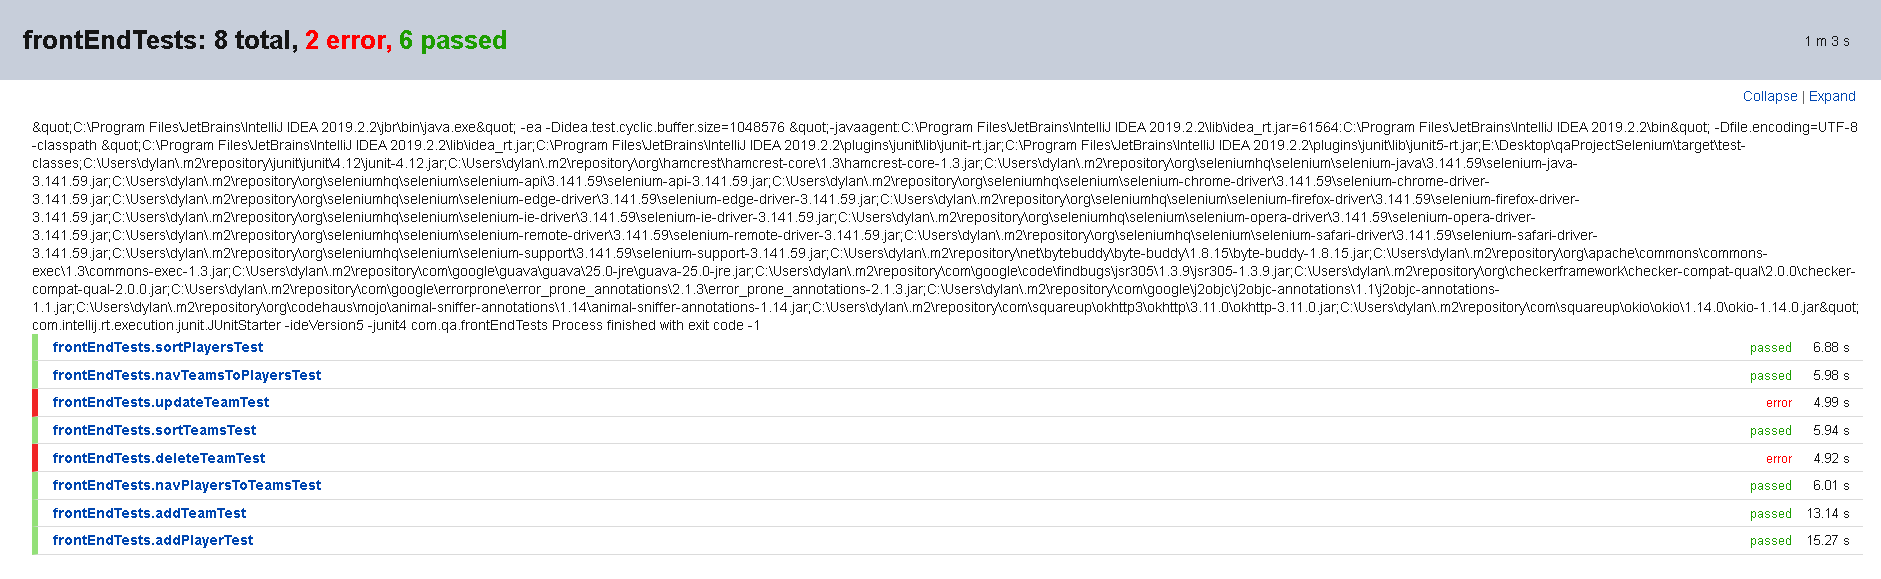 frontEndTests: 8 total, 2 error, 6 passed
1 m 3 s
Collapse | Expand
&quot;C:\Program Files\JetBrains\IntelliJ IDEA 2019.2.2\jbr\bin\java.exe&quot; -ea -Didea.test.cyclic.buffer.size=1048576 &quot;-javaagent:C:\Program Files\JetBrains\IntelliJ IDEA 2019.2.2\lib\idea_rt.jar=61564:C:\Program Files\JetBrains\IntelliJ IDEA 2019.2.2\bin&quot; -Dfile.encoding=UTF-8
-classpath &quot;C:\Program Files\JetBrains\IntelliJ IDEA 2019.2.2\lib\idea_rt.jar;C:\Program Files\JetBrains\IntelliJ IDEA 2019.2.2\plugins\junit\lib\junit-rt.jar;C:\Program Files\JetBrains\IntelliJ IDEA 2019.2.2\plugins\junit\lib\junit5-rt.jar;E:\Desktop\qaProjectSelenium\target\test-
classes;C:\Users\dylan\.m2\repository\junit\junit\4.12\junit-4.12.jar;C:\Users\dylan\.m2\repository\org\hamcrest\hamcrest-core\1.3\hamcrest-core-1.3.jar;C:\Users\dylan\.m2\repository\org\seleniumhq\selenium\selenium-java\3.141.59\selenium-java-
3.141.59.jar;C:\Users\dylan\.m2\repository\org\seleniumhq\selenium\selenium-api\3.141.59\selenium-api-3.141.59.jar;C:\Users\dylan\.m2\repository\org\seleniumhq\selenium\selenium-chrome-driver\3.141.59\selenium-chrome-driver-
3.141.59.jar;C:\Users\dylan\.m2\repository\org\seleniumhq\selenium\selenium-edge-driver\3.141.59\selenium-edge-driver-3.141.59.jar;C:\Users\dylan\.m2\repository\org\seleniumhq\selenium\selenium-firefox-driver\3.141.59\selenium-firefox-driver-
3.141.59.jar;C:\Users\dylan\.m2\repository\org\seleniumhq\selenium\selenium-ie-driver\3.141.59\selenium-ie-driver-3.141.59.jar;C:\Users\dylan\.m2\repository\org\seleniumhq\selenium\selenium-opera-driver\3.141.59\selenium-opera-driver-
3.141.59.jar;C:\Users\dylan\.m2\repository\org\seleniumhq\selenium\selenium-remote-driver\3.141.59\selenium-remote-driver-3.141.59.jar;C:\Users\dylan\.m2\repository\org\seleniumhq\selenium\selenium-safari-driver\3.141.59\selenium-safari-driver-
3.141.59.jar;C:\Users\dylan\.m2\repository\org\seleniumhq\selenium\selenium-support\3.141.59\selenium-support-3.141.59.jar;C:\Users\dylan\.m2\repository\net\bytebuddy\byte-buddy\1.8.15\byte-buddy-1.8.15.jar;C:\Users\dylan\.m2\repository\org\apache\commons\commons-
exec\1.3\commons-exec-1.3.jar;C:\Users\dylan\.m2\repository\com\google\guava\guava\25.0-jre\guava-25.0-jre.jar;C:\Users\dylan\.m2\repository\com\google\code\findbugs\jsr305\1.3.9\jsr305-1.3.9.jar;C:\Users\dylan\.m2\repository\org\checkerframework\checker-compat-qual\2.0.0\checker-
compat-qual-2.0.0.jar;C:\Users\dylan\.m2\repository\com\google\errorprone\error_prone_annotations\2.1.3\error_prone_annotations-2.1.3.jar;C:\Users\dylan\.m2\repository\com\google\j2objc\j2objc-annotations\1.1\j2objc-annotations-
1.1.jar;C:\Users\dylan\.m2\repository\org\codehaus\mojo\animal-sniffer-annotations\1.14\animal-sniffer-annotations-1.14.jar;C:\Users\dylan\.m2\repository\com\squareup\okhttp3\okhttp\3.11.0\okhttp-3.11.0.jar;C:\Users\dylan\.m2\repository\com\squareup\okio\okio\1.14.0\okio-1.14.0.jar&quot;
com.intellij.rt.execution.junit.JUnitStarter -ideVersion5 -junit4 com.qa.frontEndTests Process finished with exit code -1
frontEndTests.sortPlayersTest passed 6.88 s
frontEndTests.navTeamsToPlayersTest passed 5.98 s
frontEndTests.updateTeamTest error 4.99 s
frontEndTests.sortTeamsTest passed 5.94 s
frontEndTests.deleteTeamTest error 4.92 s
frontEndTests.navPlayersToTeamsTest passed 6.01 s
frontEndTests.addTeamTest passed 13.14 s
frontEndTests.addPlayerTest passed 15.27 s